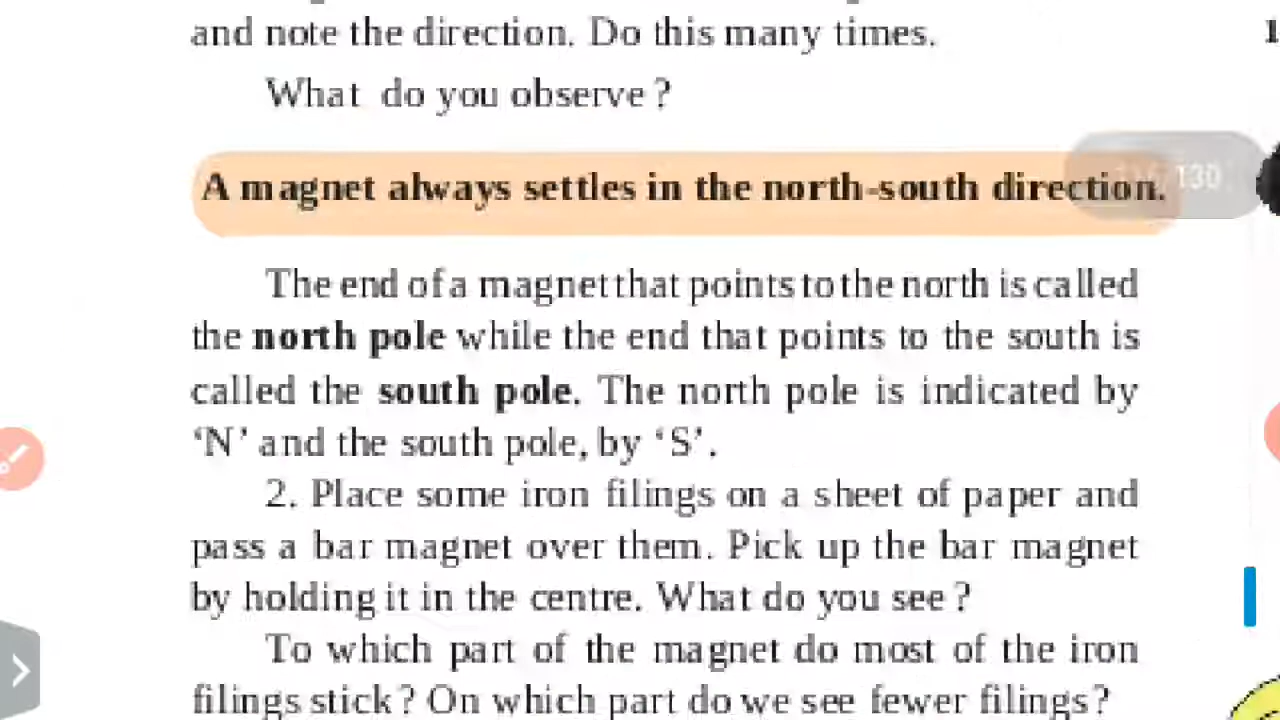 and note the direction. Do this many times.
What do you observe ?
A magnet always settles in the north-south direction.
130
The end of a magnet that points to the north is called
the north pole while the end that points to the south is
called the south pole. The north pole is indicated by
‘N’ and the south pole, by ‘S’.
2. Place some iron filings on a sheet of paper and
pass a bar magnet over them. Pick up the bar magnet
by holding it in the centre. What do you see ?
To which part of the magnet do most of the iron
filings stick ? On which part do we see fewer filings ?